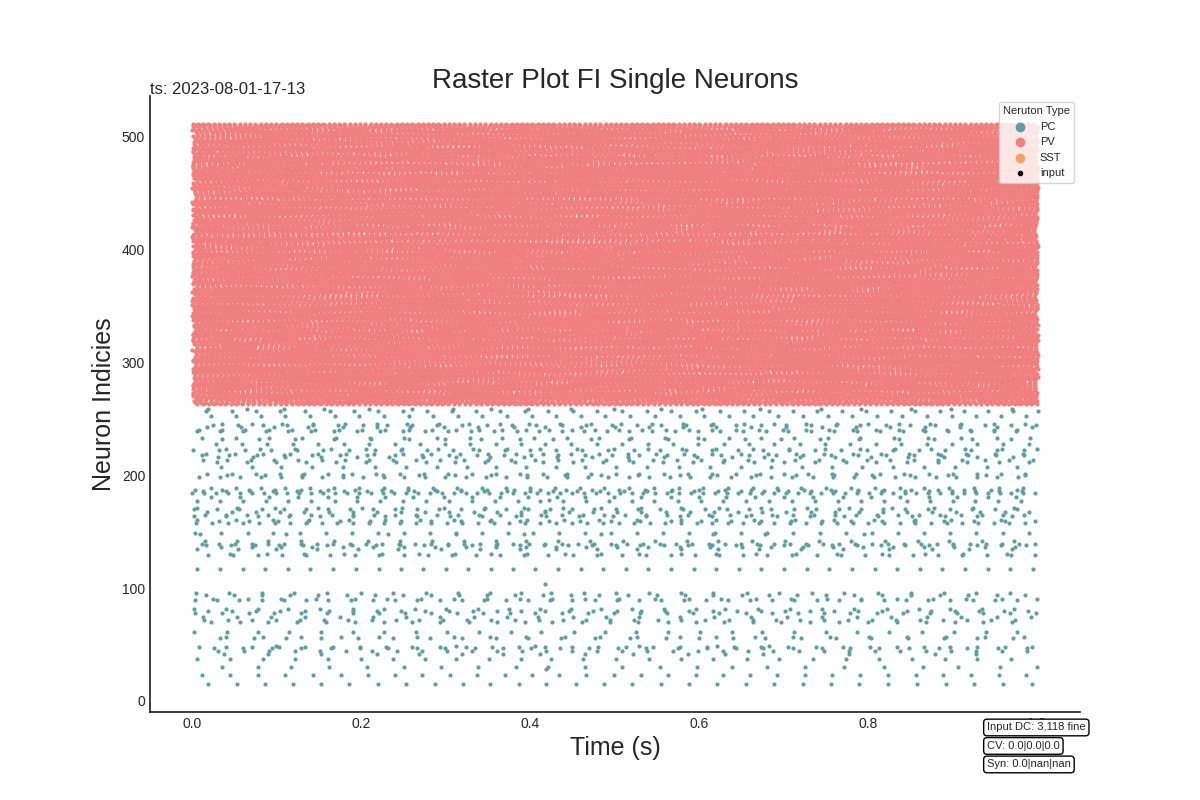 Raster Plot FI Single Neurons
ts: 2023-08-01-17-13
Neruton Type
PC
PV
SST
input
500
400
300
200
100
0
Neuron Indicies
0.0 0.2 0.4 0.6 0.8
Time (s)
Input DC: 3,118 fine
CV: 0.0|0.0|0.0
Syn: 0.0|nan|nan